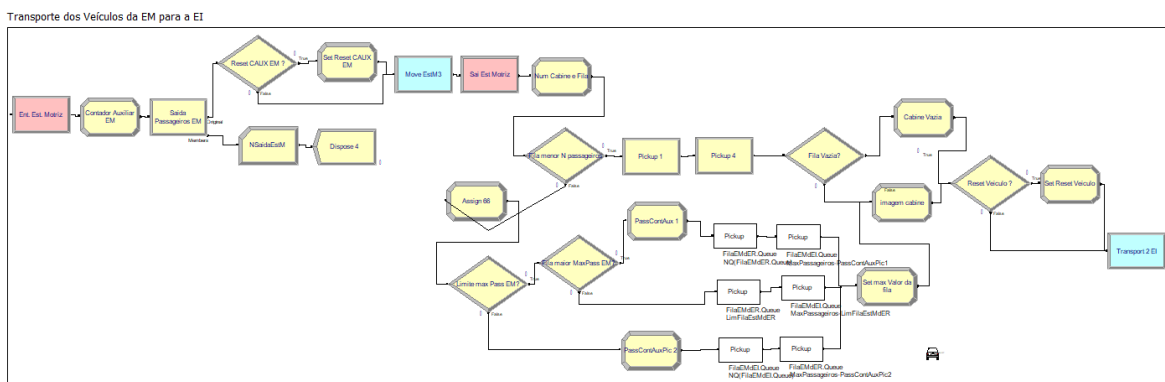 Transporte dos Veículos da EM para a EI
Reset CAUX EM ?
True
False
Set Reset CAUX
EM
Move EstM3
Sai Est Motriz
Num Cabine e Fila
Ent. Est. Motriz
Contador Auxiliar
EM
Saida
Passageiros EM
Original
Members
NSaidaEstM
Dispose 4
Fila menor N passageiros
True
False
Pickup 1
Pickup 4
Fila Vazia?
True
False
Cabine Vazia
imagem cabine
Reset Veiculo ?
True
False
Set Reset Veiculo
Transport 2 EI
Assign 66
Limite max Pass EM?
True
False
Fila maior MaxPass EM?
True
False
PassContAux 1
Pickup
FilaEMdER.Queue
NQ(FilaEMdER.Queue)
Pickup
FilaEMdEI.Queue
MaxPassageiros-PassContAuxPic1
Pickup
FilaEMdER.Queue
LimFilaEstMdER
Pickup
FilaEMdEI.Queue
MaxPassageiros-LimFilaEstMdER
Set max Valor da
fila
PassContAuxPic 2
Pickup
FilaEMdEI.Queue
NQ(FilaEMdEI.Queue)
Pickup
FilaEMdER.Queue
MaxPassageiros-PassContAuxPic2